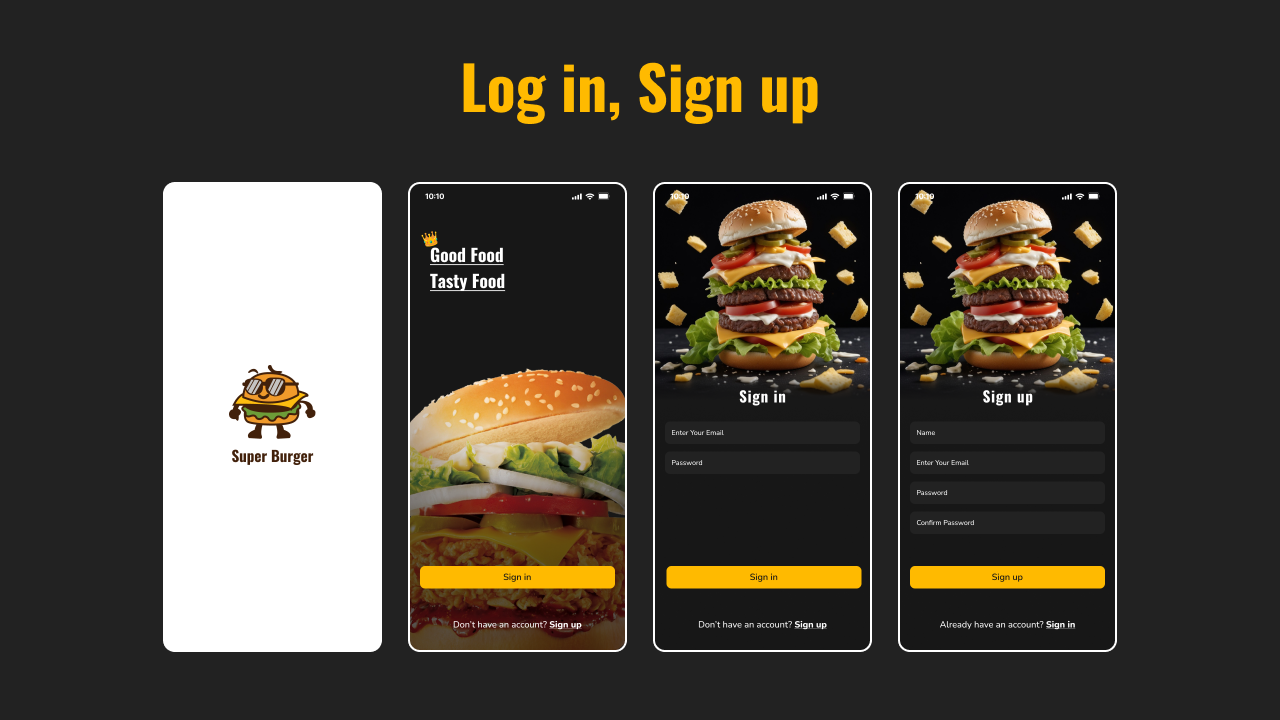 Log in, Sign up
Super Burger
10:10
Good Food
Tasty Food
Sign in
Don't have an account? Sign up
10:10
Sign in
Enter Your Email
Password
Sign in
Don't have an account? Sign up
10:10
Sign up
Name
Enter Your Email
Password
Confirm Password
Sign up
Already have an account? Sign in